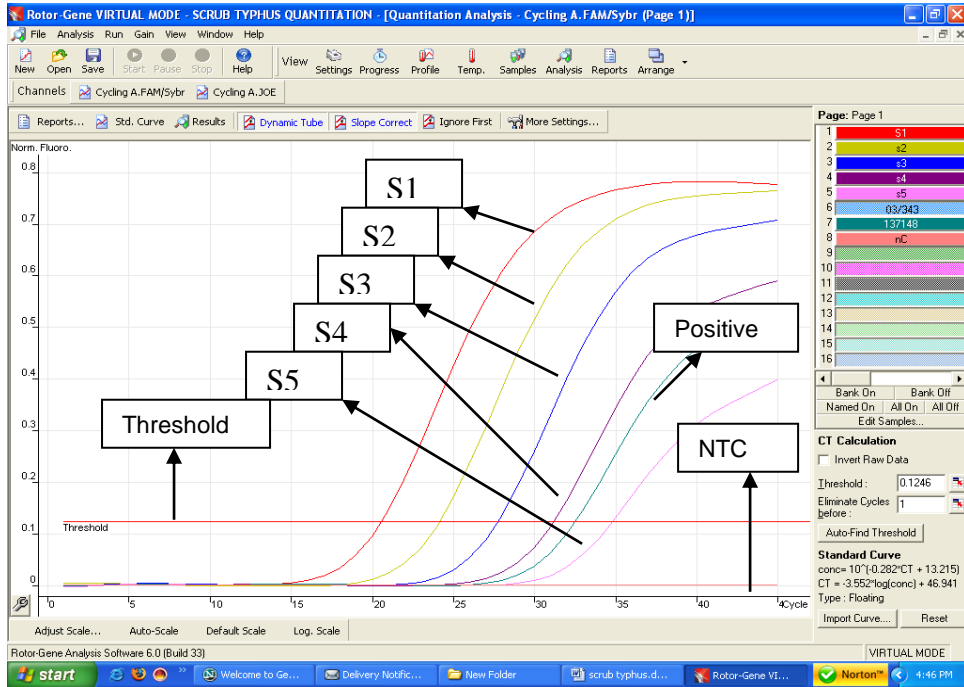 Rotor-Gene VIRTUAL MODE - SCRUB TYPHUS QUANTITATION - [Quantitation Analysis - Cycling A.FAM/Sybr (Page 1)]
File Analysis Run Gain View Window Help
New Open Save Start Pause Stop Help View Settings Progress Profile Temp. Samples Analysis Reports Arrange
Channels Cycling A.FAM/Sybr Cycling A.JOE
Reports... Std. Curve Results Dynamic Tube Slope Correct Ignore First More Settings...
Norm. Fluoro.
0.8
0.7
0.6
0.5
0.4
0.3
0.2
0.1
0
S1
S2
S3
S4
S5
Threshold
Positive
NTC
Threshold
0 5 10 15 20 25 30 35 40 45 Cycle
Adjust Scale... Auto-Scale Default Scale Log. Scale
Page: Page 1
1 S1
2 s2
3 s3
4 s4
5 s5
6 03/343
7 137148
8 nC
9
10
11
12
13
14
15
16
Bank On Bank Off
Named On All On All Off
Edit Samples...
CT Calculation
Invert Raw Data
Threshold : 0.1246
Eliminate Cycles before : 1
Auto-Find Threshold
Standard Curve
conc= 10^(-0.282*CT + 13.215)
CT = -3.552*log(conc) + 46.941
Type : Floating
Import Curve.... Reset
Rotor-Gene Analysis Software 6.0 (Build 33) VIRTUAL MODE
start Welcome to Ge... Delivery Notific... New Folder scrub typhus.d... Rotor-Gene VI... Norton™ 4:46 PM